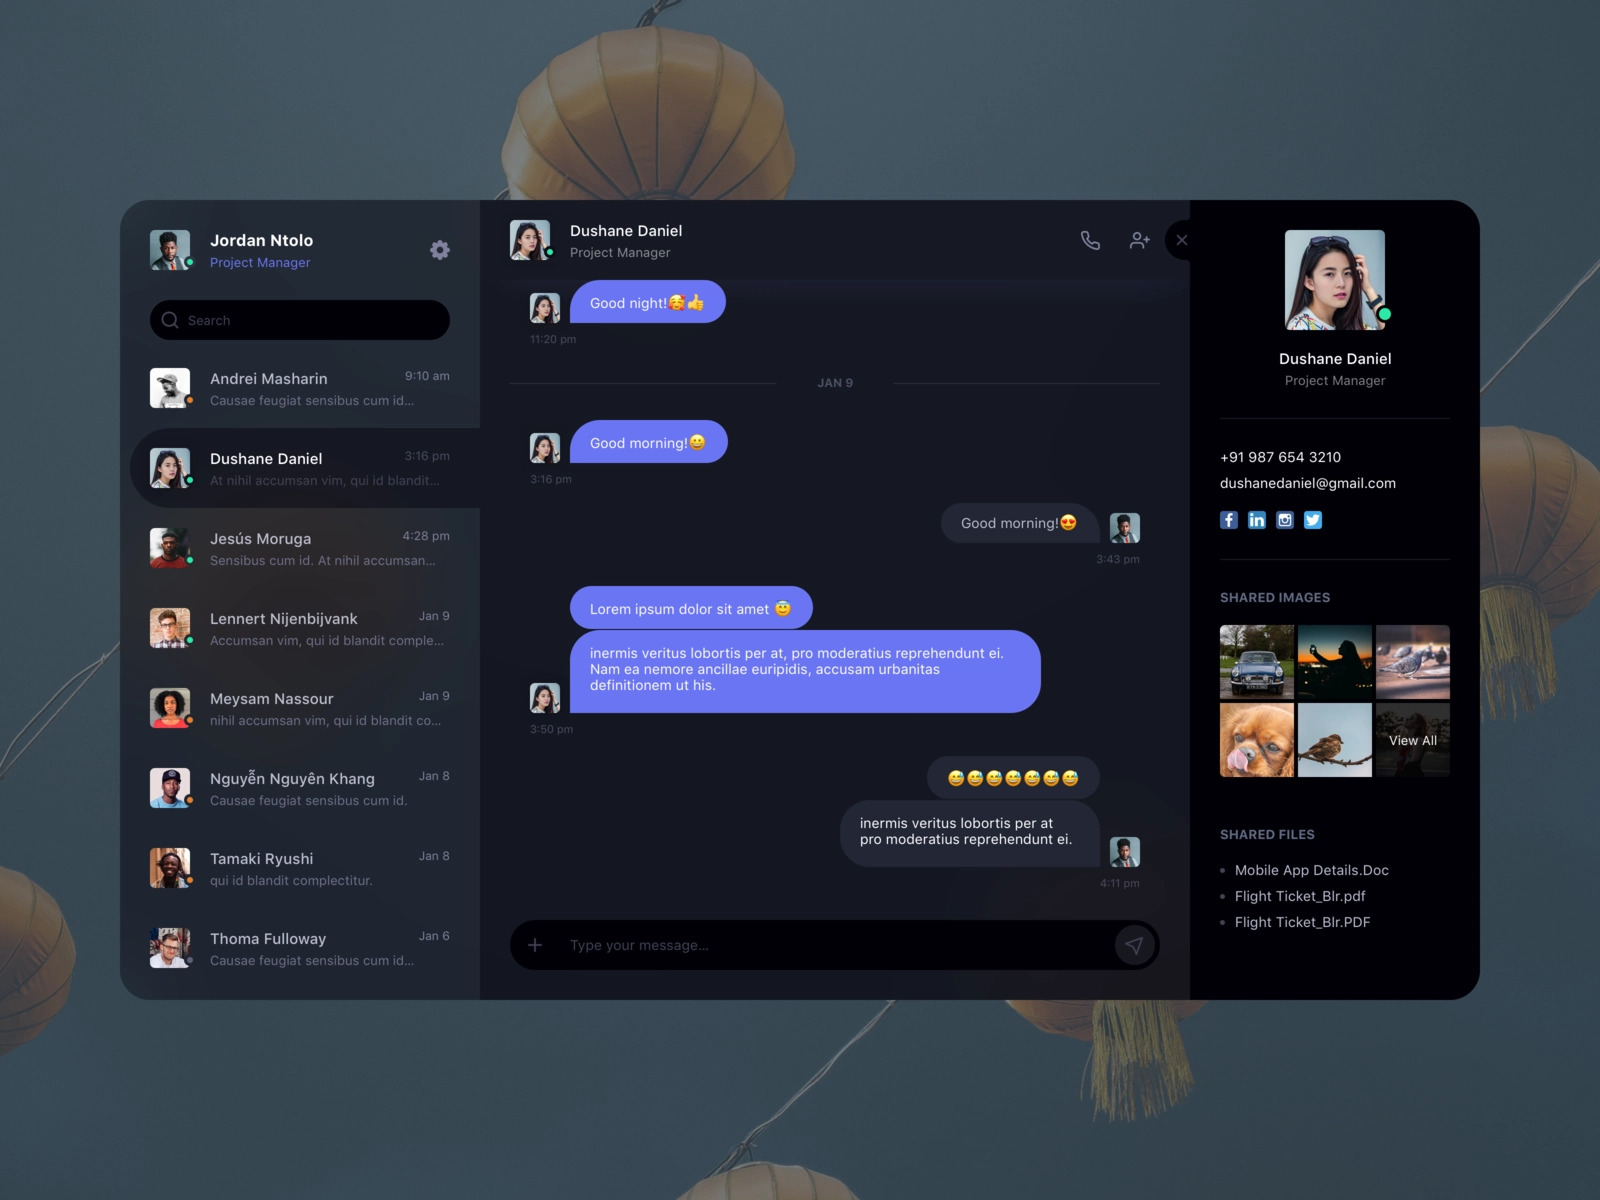 Jordan Ntolo
Project Manager
Search
Andrei Masharin
9:10 am
Causae feugiat sensibus cum id...
Dushane Daniel
3:16 pm
At nihil accumsan vim, qui id blandit...
Jesús Moruga
4:28 pm
Sensibus cum id. At nihil accumsan...
Lennert Nijenbijvank
Jan 9
Accumsan vim, qui id blandit comple...
Meysam Nassour
Jan 9
nihil accumsan vim, qui id blandit co...
Nguyễn Nguyên Khang
Jan 8
Causae feugiat sensibus cum id.
Tamaki Ryushi
Jan 8
qui id blandit complectitur.
Thoma Fulloway
Jan 6
Causae feugiat sensibus cum id...
Dushane Daniel
Project Manager
Good night!🥰👍
11:20 pm
JAN 9
Good morning!😀
3:16 pm
Good morning!😍
3:43 pm
Lorem ipsum dolor sit amet 😇
inermis veritus lobortis per at, pro moderatius reprehendunt ei.
Nam ea nemore ancillae euripidis, accusam urbanitas
definitionem ut his.
3:50 pm
😅😅😅😅😅😅😅
inermis veritus lobortis per at
pro moderatius reprehendunt ei.
4:11 pm
Type your message...
Dushane Daniel
Project Manager
+91 987 654 3210
dushanedaniel@gmail.com
SHARED IMAGES
View All
SHARED FILES
Mobile App Details.Doc
Flight Ticket_Blr.pdf
Flight Ticket_Blr.PDF